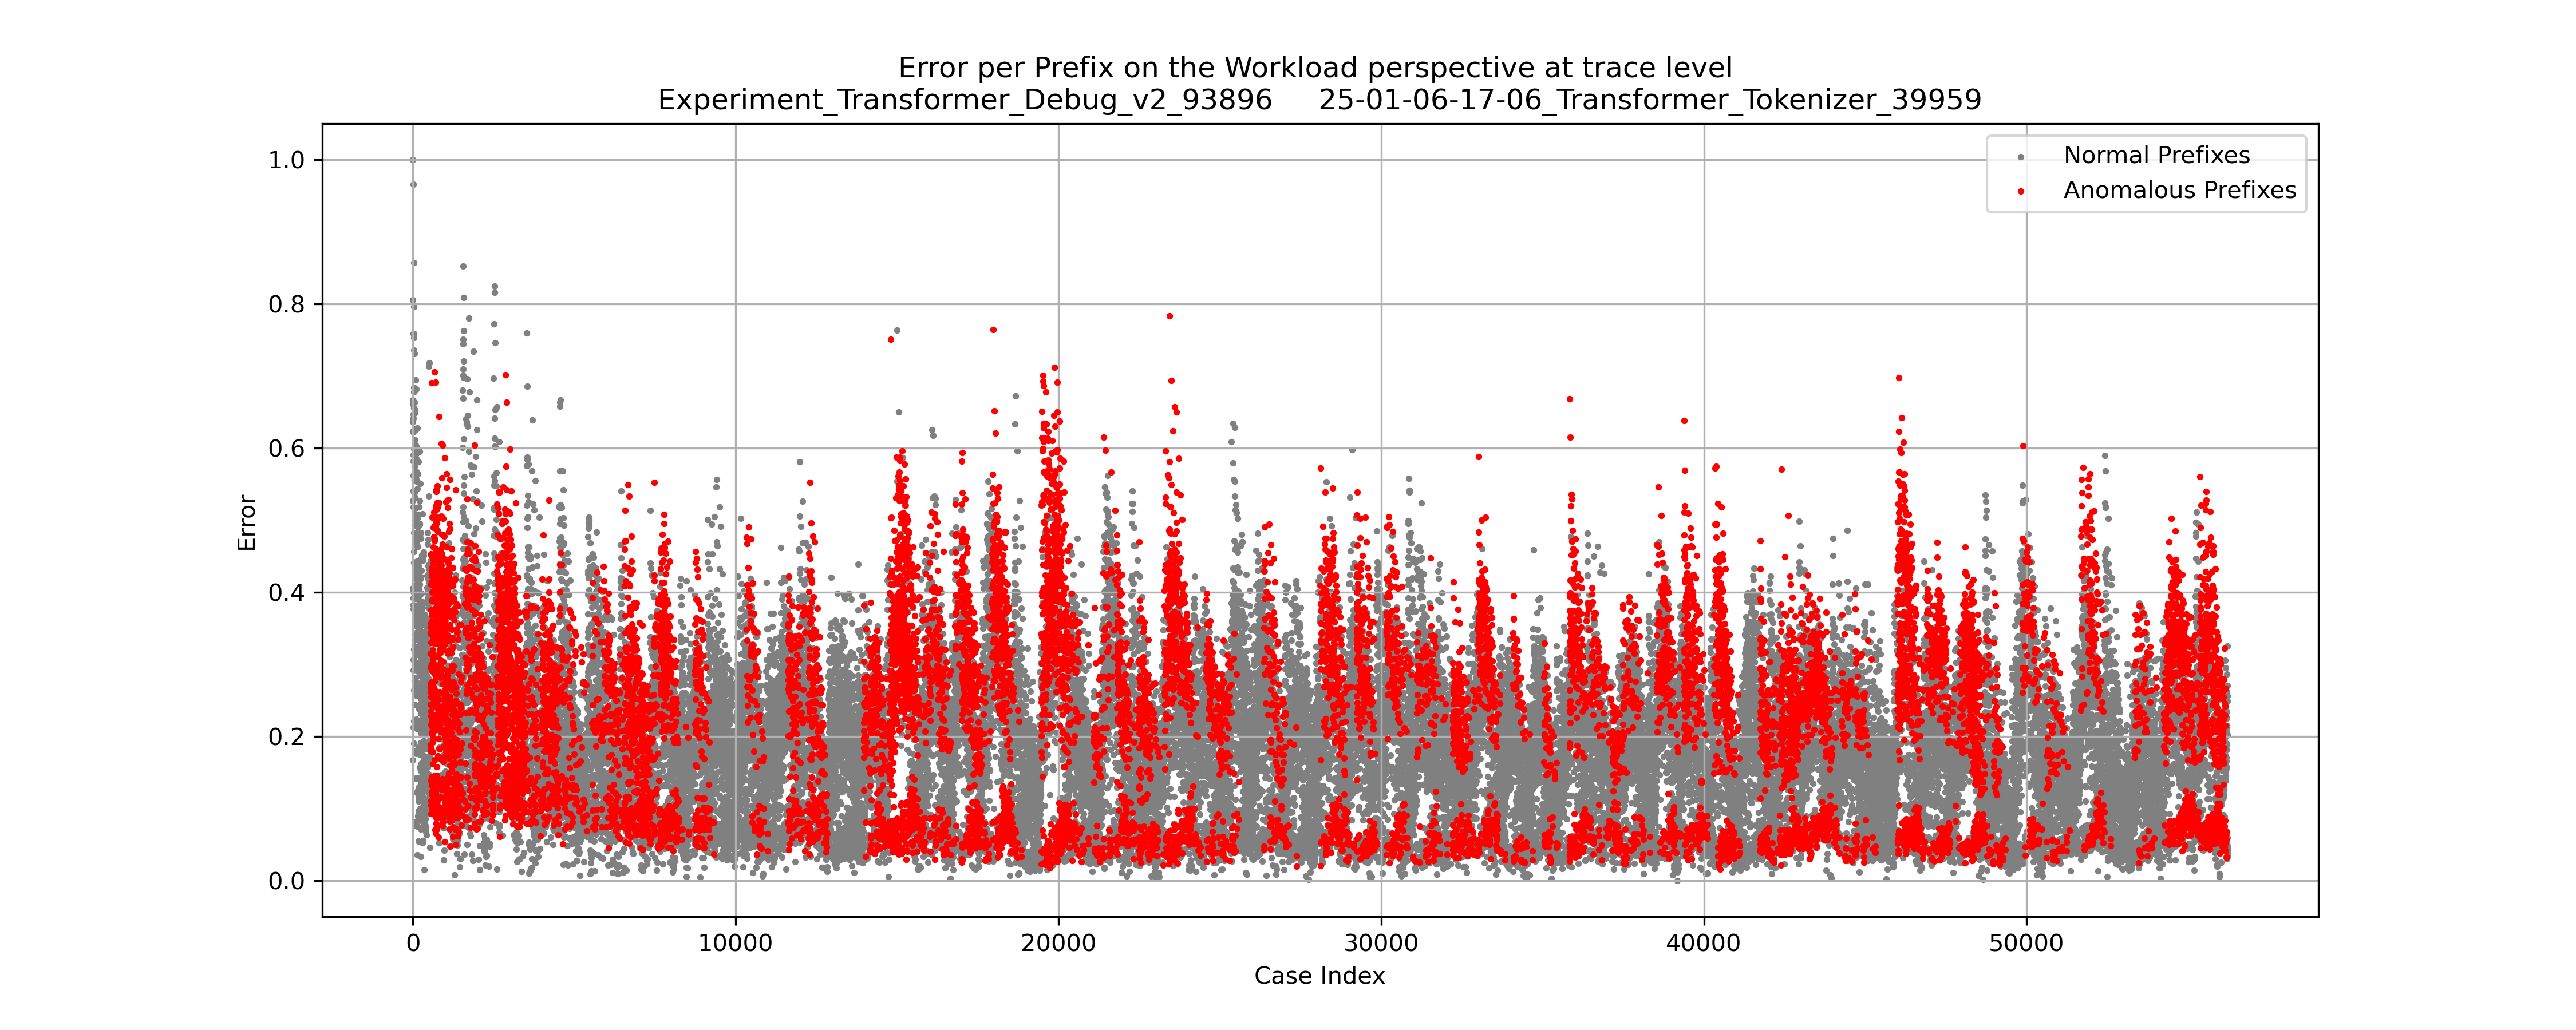 Error per Prefix on the Workload perspective at trace level
Experiment_Transformer_Debug_v2_93896 25-01-06-17-06_Transformer_Tokenizer_39959
Normal Prefixes
Anomalous Prefixes
Error
1.0
0.8
0.6
0.4
0.2
0.0
0 10000 20000 30000 40000 50000
Case Index